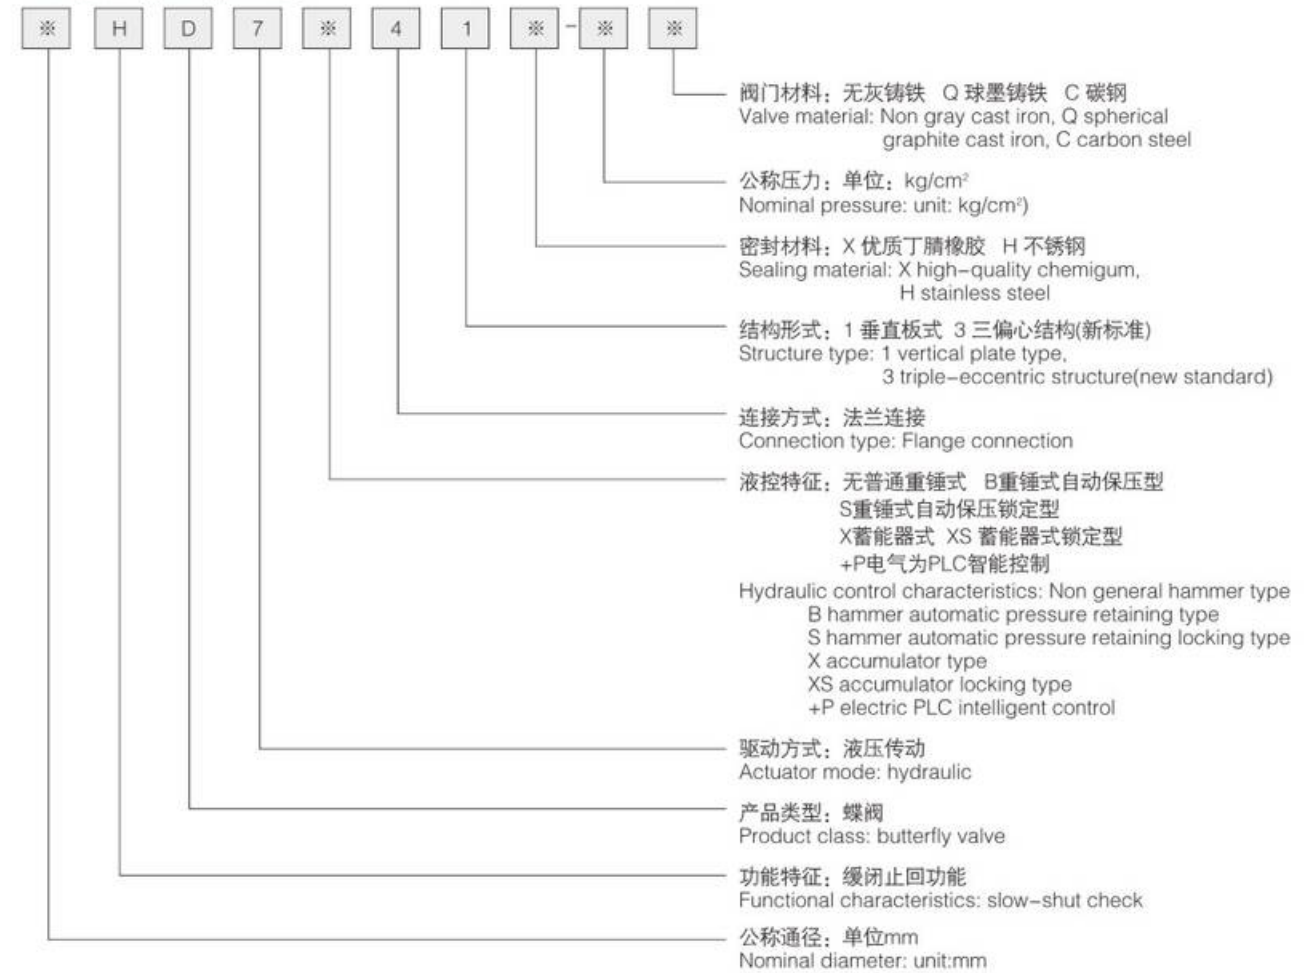 ※ H D 7 ※ 4 1 ※ - ※ ※
阀门材料：无灰铸铁 Q 球墨铸铁 C 碳钢
Valve material: Non gray cast iron, Q spherical
graphite cast iron, C carbon steel
公称压力：单位：kg/cm²
Nominal pressure: unit: kg/cm²)
密封材料：X 优质丁腈橡胶 H 不锈钢
Sealing material: X high-quality chemigum,
H stainless steel
结构形式：1 垂直板式 3 三偏心结构(新标准)
Structure type: 1 vertical plate type,
3 triple-eccentric structure(new standard)
连接方式：法兰连接
Connection type: Flange connection
液控特征：无普通重锤式 B重锤式自动保压型
S重锤式自动保压锁定型
X蓄能器式 XS 蓄能器式锁定型
+P电气为PLC智能控制
Hydraulic control characteristics: Non general hammer type
B hammer automatic pressure retaining type
S hammer automatic pressure retaining locking type
X accumulator type
XS accumulator locking type
+P electric PLC intelligent control
驱动方式：液压传动
Actuator mode: hydraulic
产品类型：蝶阀
Product class: butterfly valve
功能特征：缓闭止回功能
Functional characteristics: slow-shut check
公称通径：单位mm
Nominal diameter: unit:mm